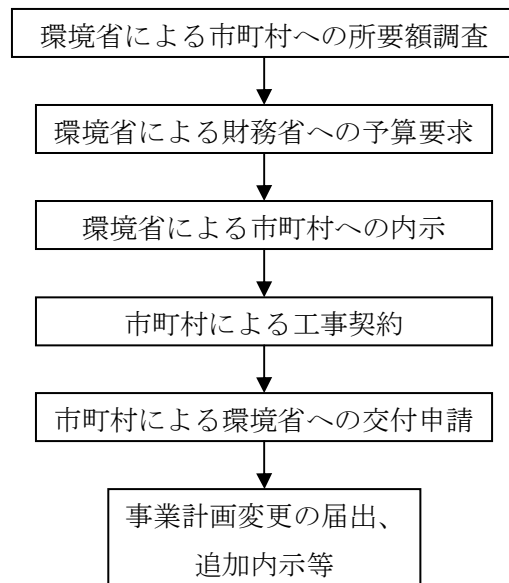 環境省による市町村への所要額調査
環境省による財務省への予算要求
環境省による市町村への内示
市町村による工事契約
市町村による環境省への交付申請
事業計画変更の届出、
追加内示等